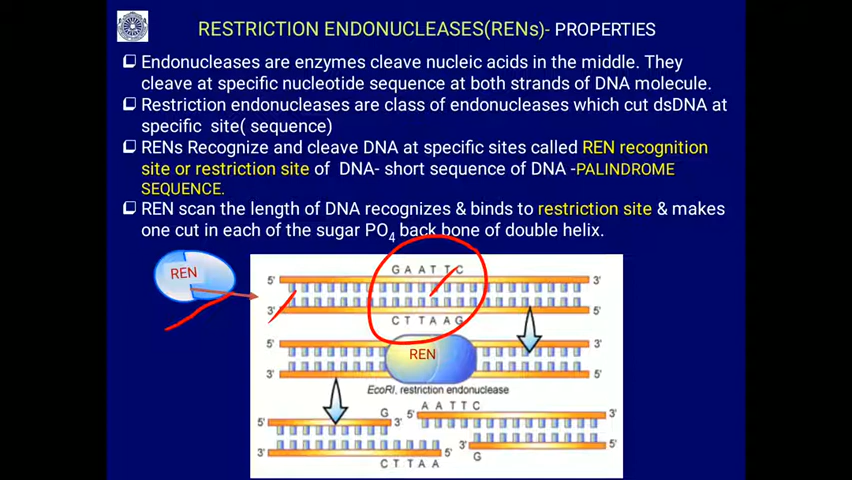 RESTRICTION ENDONUCLEASES(RENs)- PROPERTIES
Endonucleases are enzymes cleave nucleic acids in the middle. They
cleave at specific nucleotide sequence at both strands of DNA molecule.
Restriction endonucleases are class of endonucleases which cut dsDNA at
specific site( sequence)
RENs Recognize and cleave DNA at specific sites called REN recognition
site or restriction site of DNA- short sequence of DNA -PALINDROME
SEQUENCE.
REN scan the length of DNA recognizes & binds to restriction site & makes
one cut in each of the sugar PO4 back bone of double helix.
REN
G A A T T C
5' 3'
3' 5'
C T T A A G
5' 3'
REN
3' 5'
EcoRI, restriction endonuclease
G A A T T C
5' 3' 5' 3'
3' 5' 3' 5'
C T T A A G